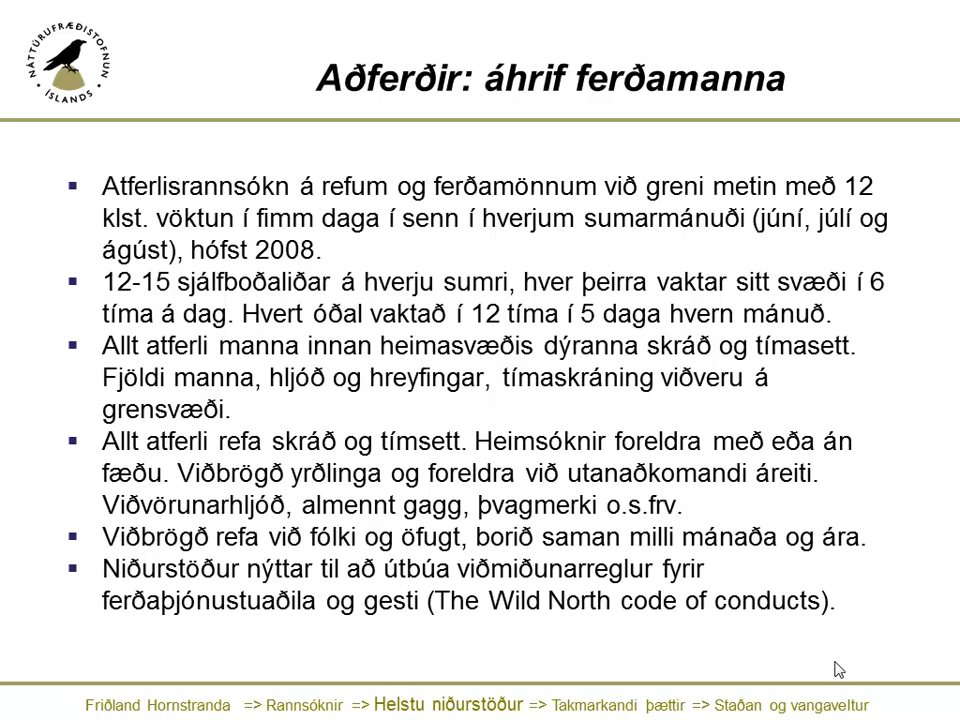 NÁTTÚRUFRÆÐISTOFNUN
• ÍSLANDS •
Aðferðir: áhrif ferðamanna
▪ Atferlisrannsókn á refum og ferðamönnum við greni metin með 12
klst. vöktun í fimm daga í senn í hverjum sumarmánuði (júní, júlí og
ágúst), hófst 2008.
▪ 12-15 sjálfboðaliðar á hverju sumri, hver þeirra vaktar sitt svæði í 6
tíma á dag. Hvert óðal vaktað í 12 tíma í 5 daga hvern mánuð.
▪ Allt atferli manna innan heimasvæðis dýranna skráð og tímasett.
Fjöldi manna, hljóð og hreyfingar, tímaskráning viðveru á
grensvæði.
▪ Allt atferli refa skráð og tímsett. Heimsóknir foreldra með eða án
fæðu. Viðbrögð yrðlinga og foreldra við utanaðkomandi áreiti.
Viðvörunarhljóð, almennt gagg, þvagmerki o.s.frv.
▪ Viðbrögð refa við fólki og öfugt, borið saman milli mánaða og ára.
▪ Niðurstöður nýttar til að útbúa viðmiðunarreglur fyrir
ferðaþjónustuaðila og gesti (The Wild North code of conducts).
Friðland Hornstranda => Rannsóknir => Helstu niðurstöður => Takmarkandi þættir => Staðan og vangaveltur